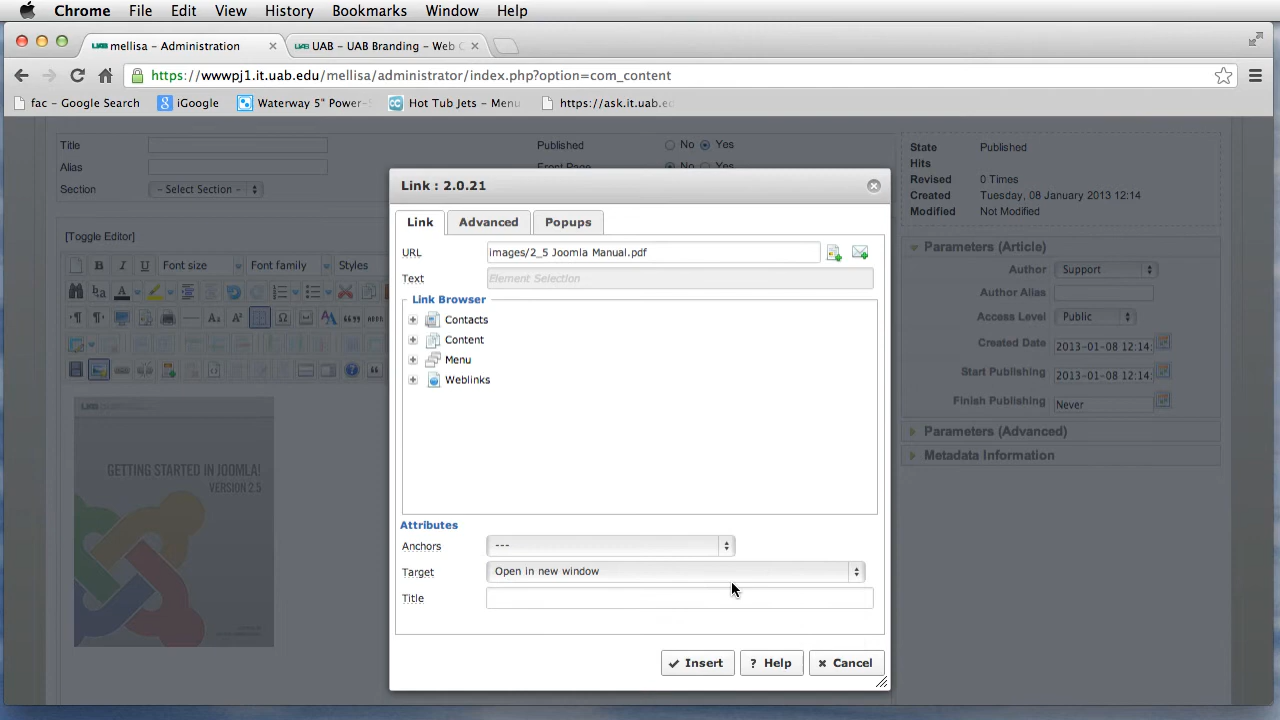 Chrome File Edit View History Bookmarks Window Help
mellisa – Administration
UAB – UAB Branding – Web C
https://wwwpj1.it.uab.edu/mellisa/administrator/index.php?option=com_content
fac – Google Search
iGoogle
Waterway 5" Power-
Hot Tub Jets – Menu
https://ask.it.uab.ed
Title
Published No Yes
Alias
Front Page No Yes
Section – Select Section –
State Published
Hits
Revised 0 Times
Created Tuesday, 08 January 2013 12:14
Modified Not Modified
[Toggle Editor]
B I U Font size Font family Styles
Link : 2.0.21
Link Advanced Popups
URL images/2_5 Joomla Manual.pdf
Text Element Selection
Link Browser
Contacts
Content
Menu
Weblinks
Attributes
Anchors ---
Target Open in new window
Title
Insert ? Help Cancel
Parameters (Article)
Author Support
Author Alias
Access Level Public
Created Date 2013-01-08 12:14:
Start Publishing 2013-01-08 12:14:
Finish Publishing Never
Parameters (Advanced)
Metadata Information
GETTING STARTED IN JOOMLA!
VERSION 2.5